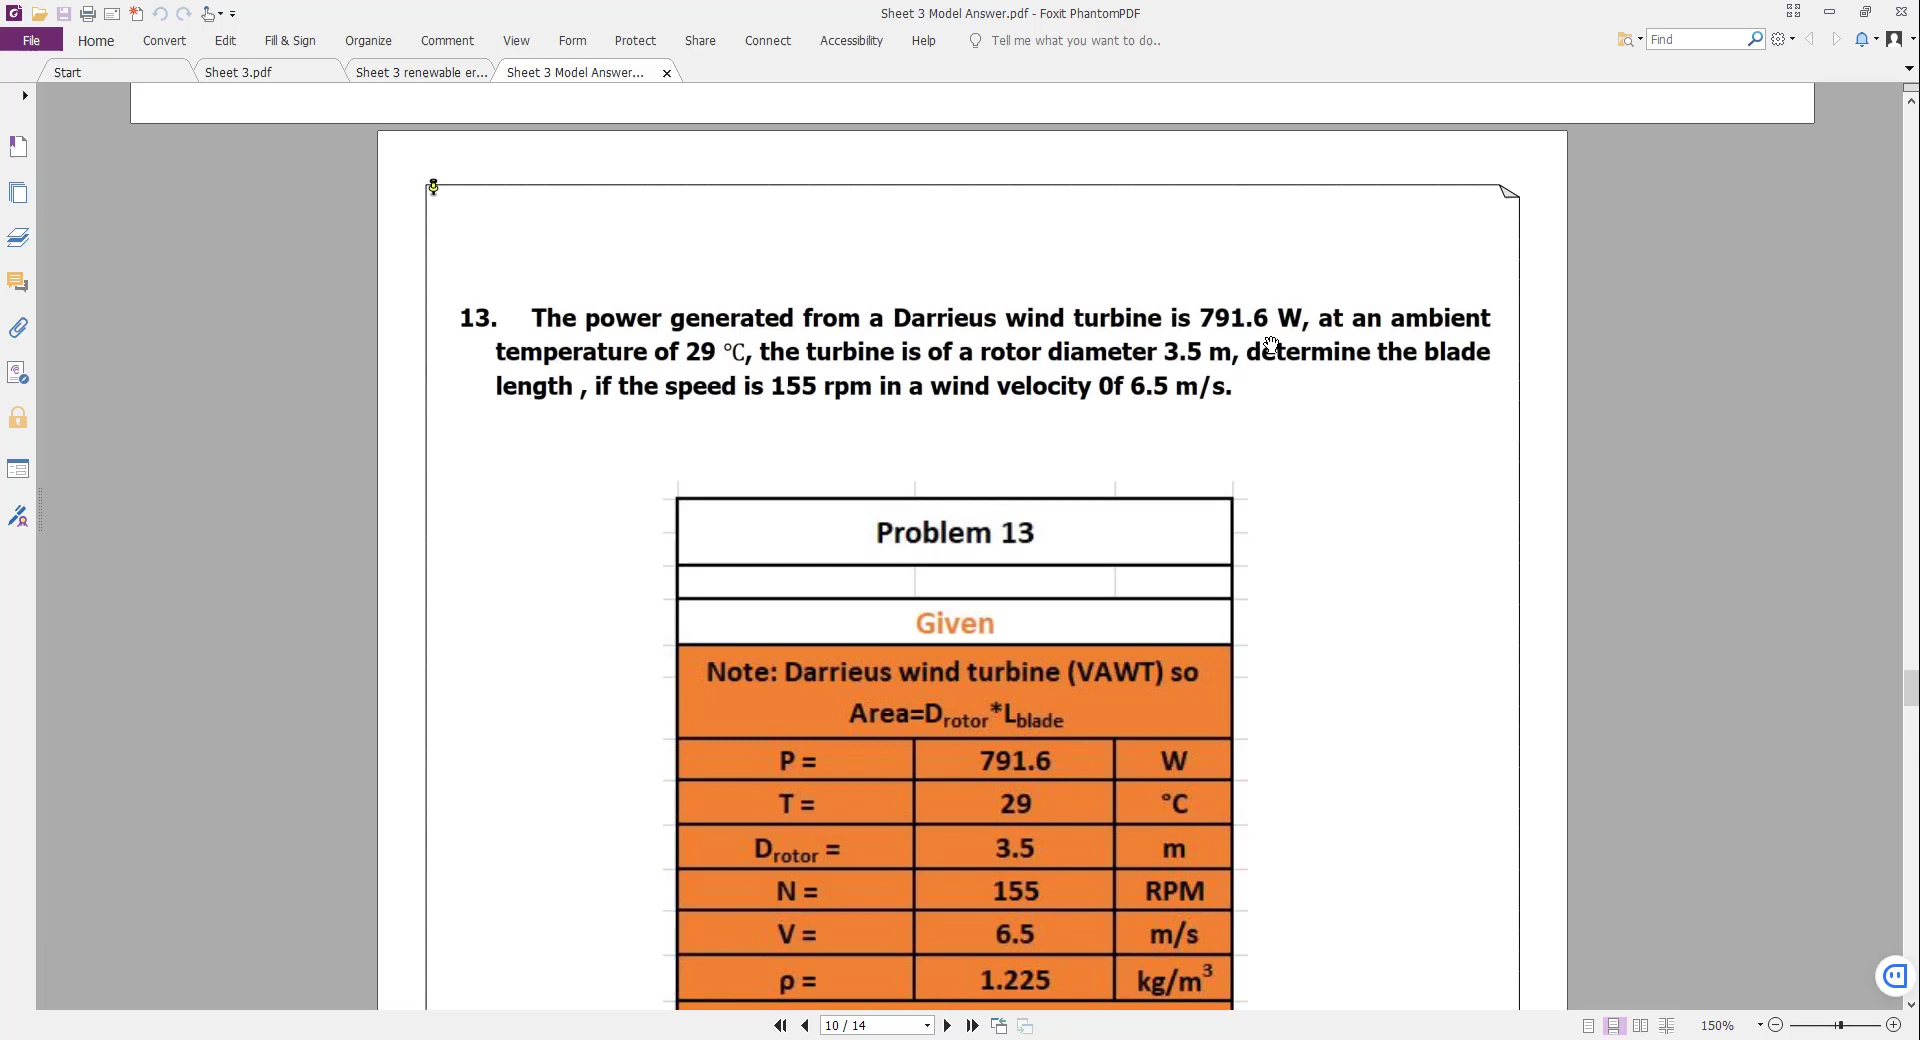 Sheet 3 Model Answer.pdf - Foxit PhantomPDF
File Home Convert Edit Fill & Sign Organize Comment View Form Protect Share Connect Accessibility Help Tell me what you want to do.. Find
Start Sheet 3.pdf Sheet 3 renewable er... Sheet 3 Model Answer...
13. The power generated from a Darrieus wind turbine is 791.6 W, at an ambient
temperature of 29 °C, the turbine is of a rotor diameter 3.5 m, determine the blade
length , if the speed is 155 rpm in a wind velocity 0f 6.5 m/s.
Problem 13
Given
Note: Darrieus wind turbine (VAWT) so
Area=Drotor*Lblade
P = 791.6 W
T = 29 °C
Drotor = 3.5 m
N = 155 RPM
V = 6.5 m/s
ρ = 1.225 kg/m³
10 / 14 150%